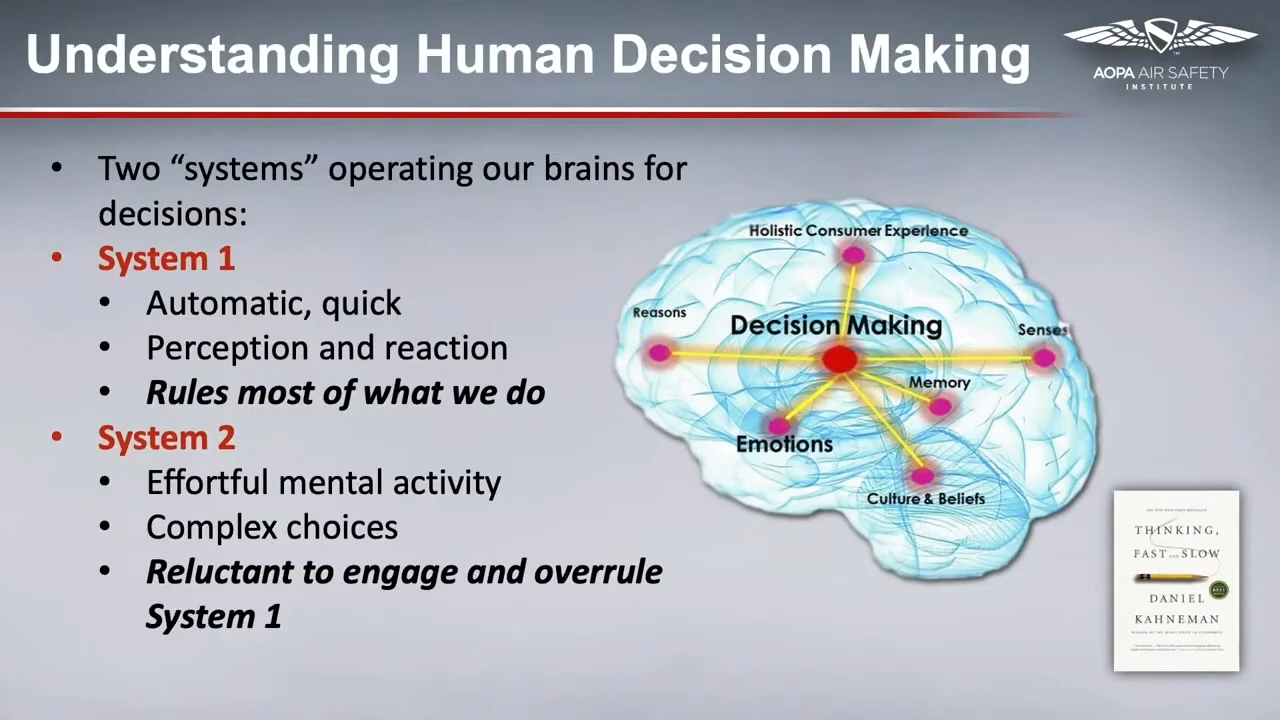 Understanding Human Decision Making
AOPA AIR SAFETY
INSTITUTE
• Two “systems” operating our brains for
decisions:
• System 1
• Automatic, quick
• Perception and reaction
• Rules most of what we do
• System 2
• Effortful mental activity
• Complex choices
• Reluctant to engage and overrule
System 1
Holistic Consumer Experience
Reasons
Decision Making
Senses
Memory
Emotions
Culture & Beliefs
THINKING,
FAST AND SLOW
DANIEL
KAHNEMAN